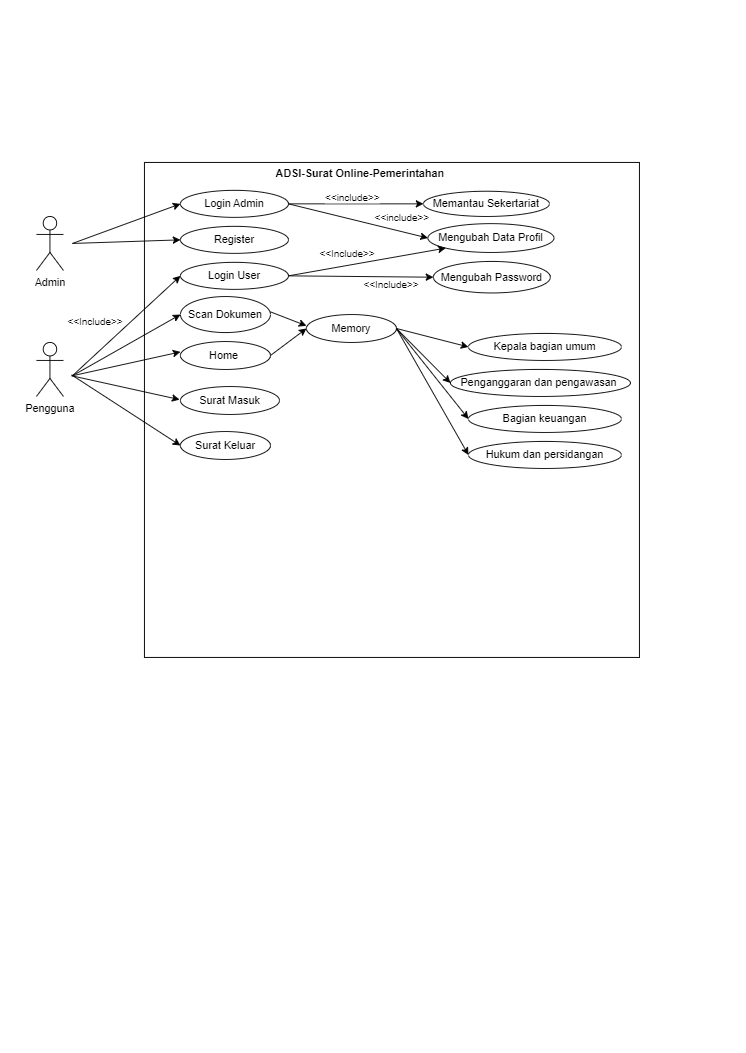 ADSI-Surat Online-Pemerintahan
Login Admin
<<include>>
Memantau Sekertariat
<<include>>
Register
Mengubah Data Profil
<<Include>>
Login User
Mengubah Password
<<Include>>
Admin
Scan Dokumen
<<Include>>
Memory
Home
Kepala bagian umum
Penganggaran dan pengawasan
Pengguna
Surat Masuk
Bagian keuangan
Surat Keluar
Hukum dan persidangan